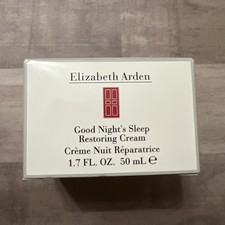 Elizabeth Arden
Good Night's Sleep
Restoring Cream
Crème Nuit Réparatrice
1.7 FL. OZ. 50 mL ℮